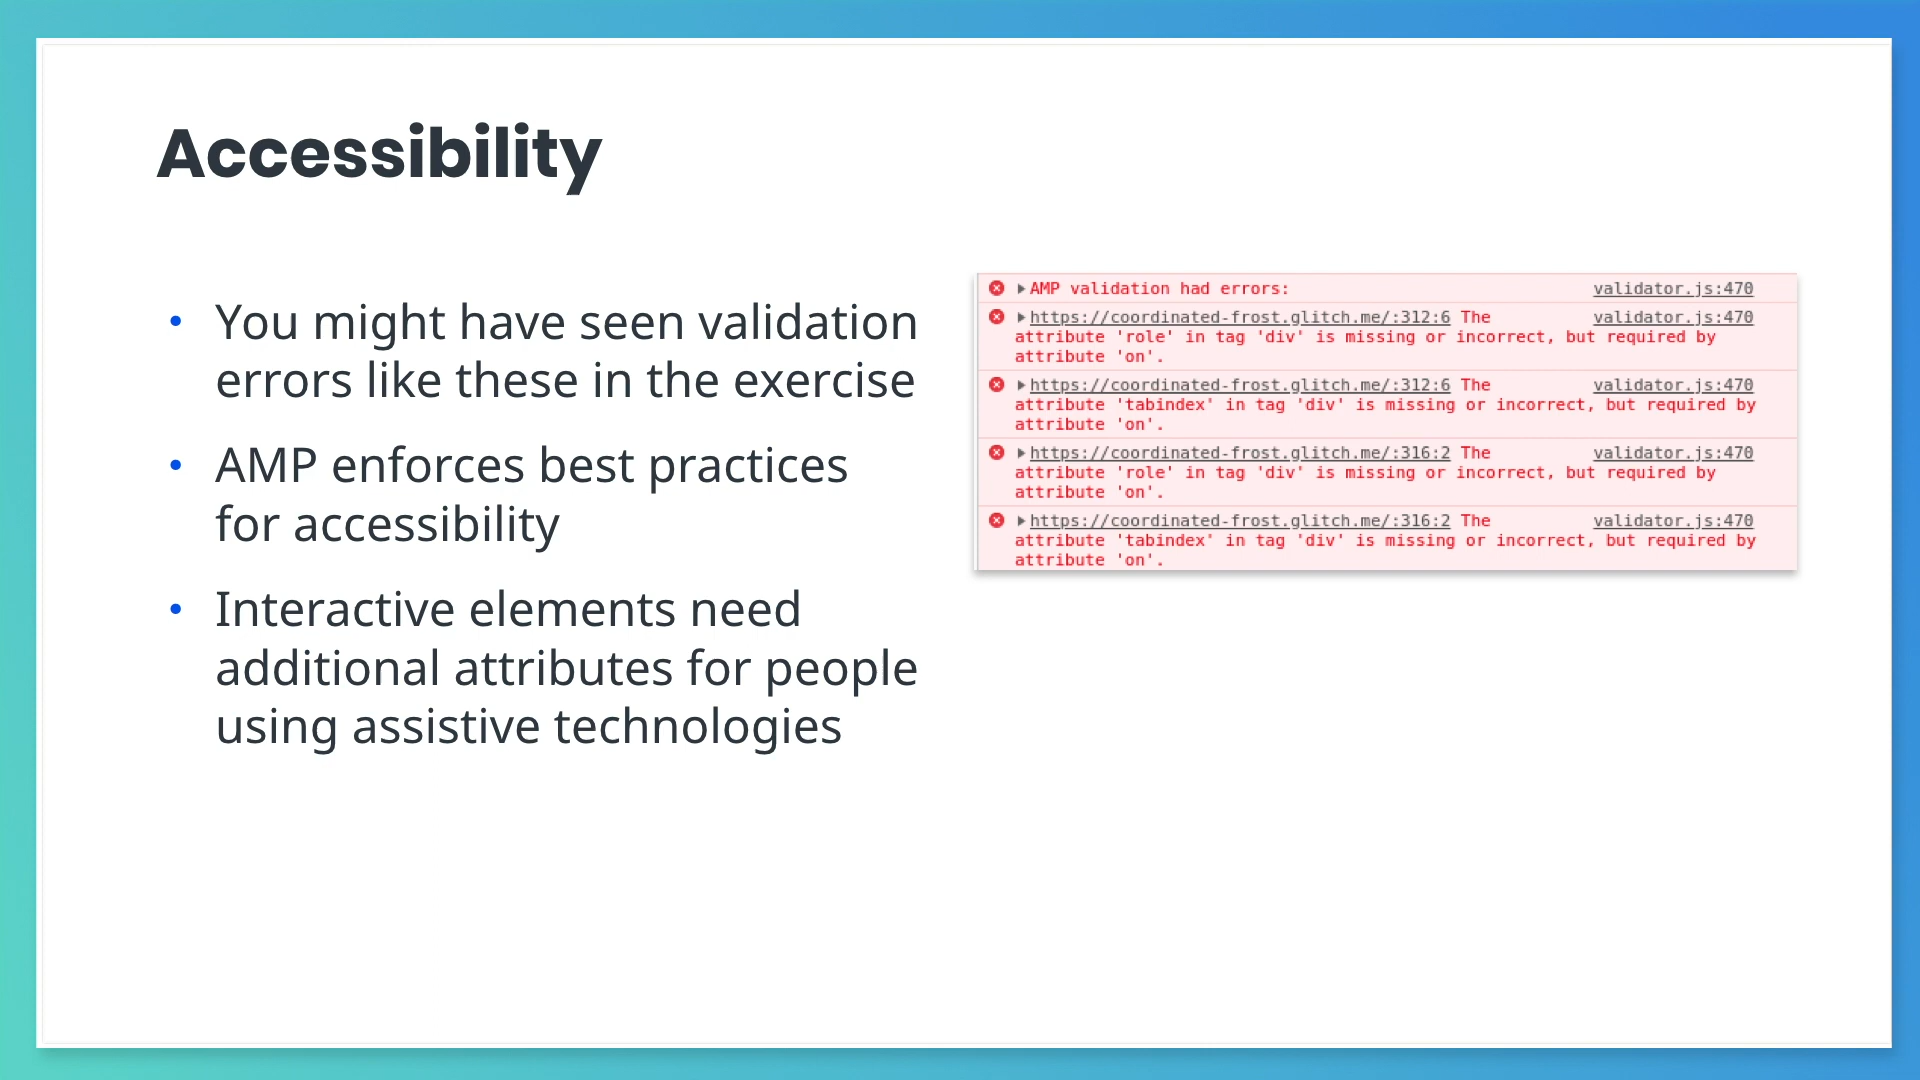 Accessibility
• You might have seen validation
errors like these in the exercise
• AMP enforces best practices
for accessibility
• Interactive elements need
additional attributes for people
using assistive technologies
AMP validation had errors: validator.js:470
https://coordinated-frost.glitch.me/:312:6 The validator.js:470
attribute 'role' in tag 'div' is missing or incorrect, but required by
attribute 'on'.
https://coordinated-frost.glitch.me/:312:6 The validator.js:470
attribute 'tabindex' in tag 'div' is missing or incorrect, but required by
attribute 'on'.
https://coordinated-frost.glitch.me/:316:2 The validator.js:470
attribute 'role' in tag 'div' is missing or incorrect, but required by
attribute 'on'.
https://coordinated-frost.glitch.me/:316:2 The validator.js:470
attribute 'tabindex' in tag 'div' is missing or incorrect, but required by
attribute 'on'.